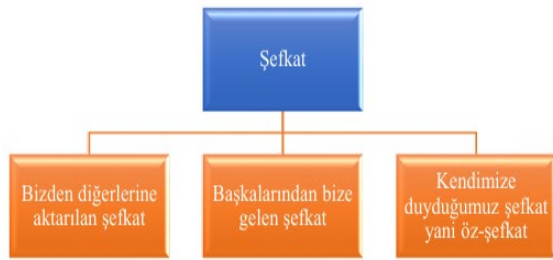 Şefkat
Bizden diğerlerine
aktarılan şefkat
Başkalarından bize
gelen şefkat
Kendimize
duyduğumuz şefkat
yani öz-şefkat